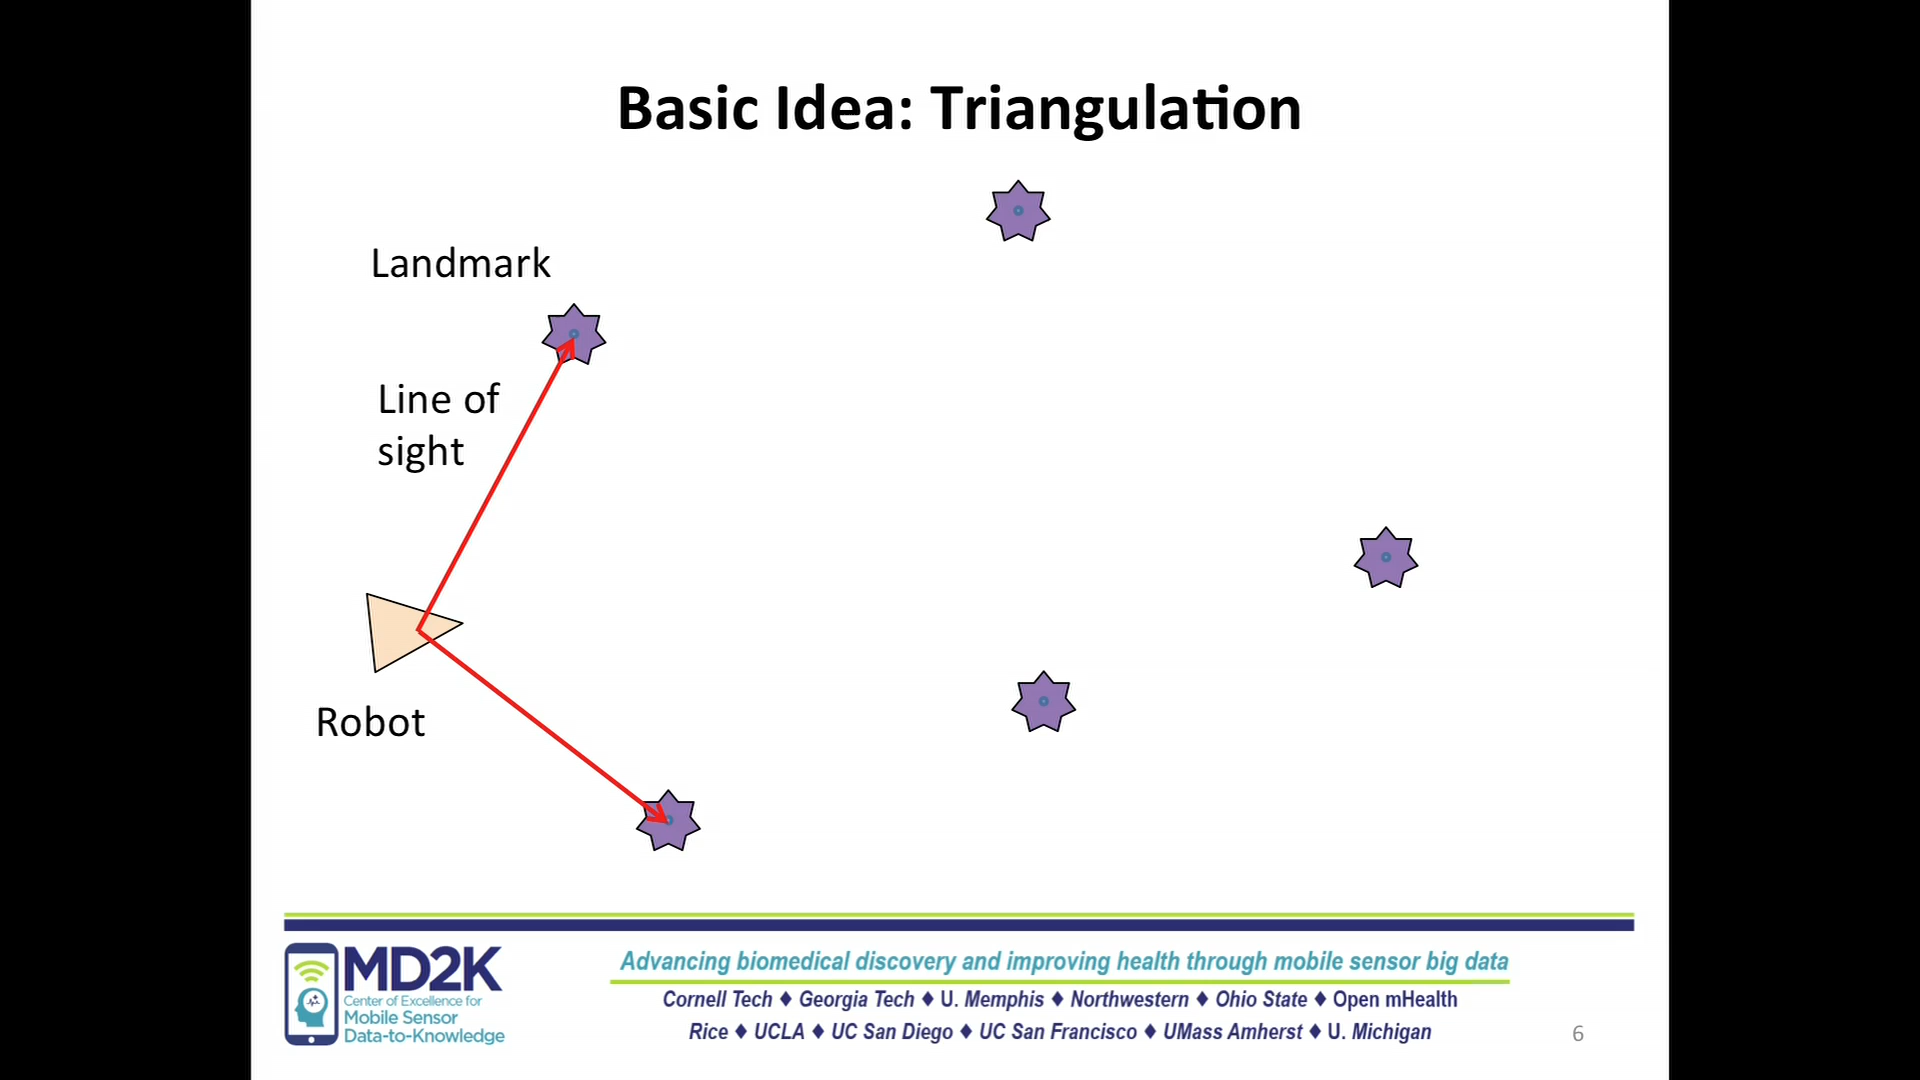 Basic Idea: Triangulation
Landmark
Line of
sight
Robot
MD2K
Center of Excellence for
Mobile Sensor
Data-to-Knowledge
Advancing biomedical discovery and improving health through mobile sensor big data
Cornell Tech ♦ Georgia Tech ♦ U. Memphis ♦ Northwestern ♦ Ohio State ♦ Open mHealth
Rice ♦ UCLA ♦ UC San Diego ♦ UC San Francisco ♦ UMass Amherst ♦ U. Michigan
6